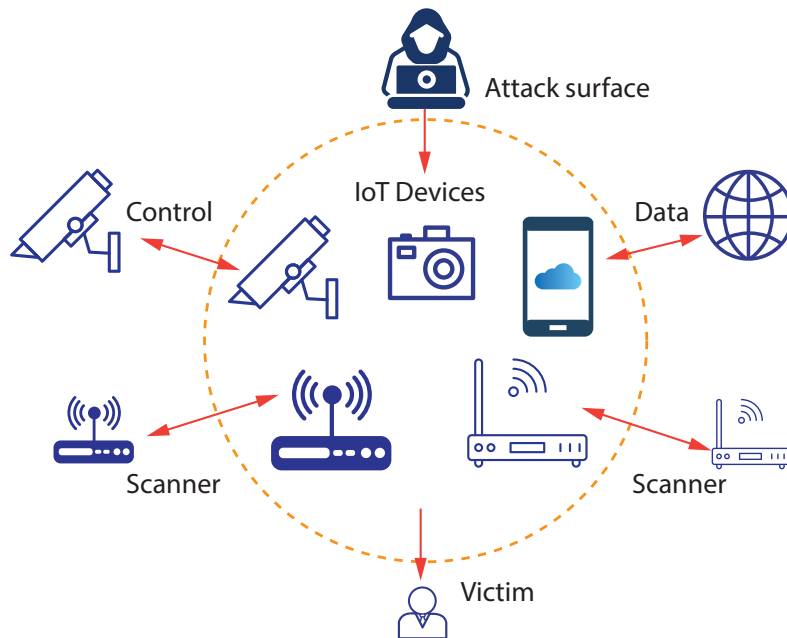 Attack surface
IoT Devices
Control
Data
Scanner
Scanner
Victim